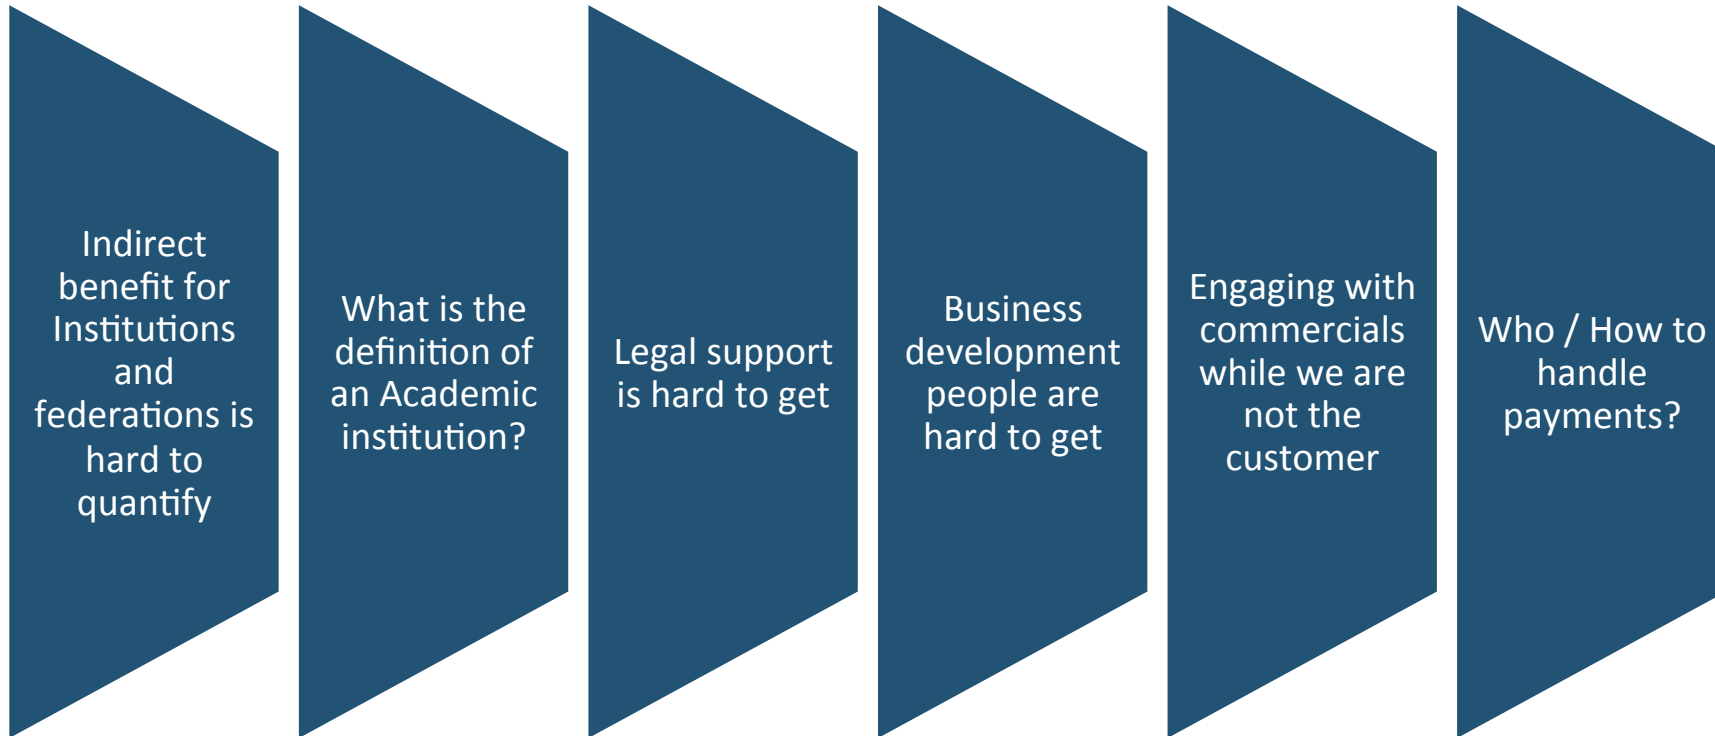 Indirect
benefit for
Institutions
and
federations is
hard to
quantify
What is the
definition of
an Academic
institution?
Legal support
is hard to get
Business
development
people are
hard to get
Engaging with
commercials
while we are
not the
customer
Who / How to
handle
payments?